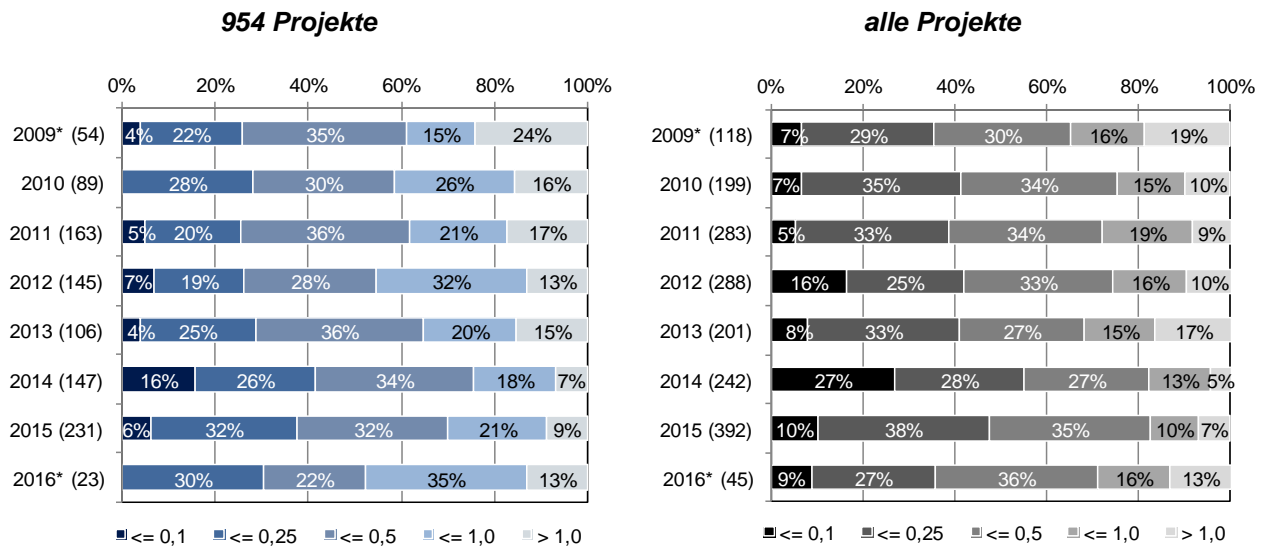 954 Projekte
0% 20% 40% 60% 80% 100%
2009* (54) 4% 22% 35% 15% 24%
2010 (89) 28% 30% 26% 16%
2011 (163) 5% 20% 36% 21% 17%
2012 (145) 7% 19% 28% 32% 13%
2013 (106) 4% 25% 36% 20% 15%
2014 (147) 16% 26% 34% 18% 7%
2015 (231) 6% 32% 32% 21% 9%
2016* (23) 30% 22% 35% 13%
<= 0,1 <= 0,25 <= 0,5 <= 1,0 > 1,0
alle Projekte
0% 20% 40% 60% 80% 100%
2009* (118) 7% 29% 30% 16% 19%
2010 (199) 7% 35% 34% 15% 10%
2011 (283) 5% 33% 34% 19% 9%
2012 (288) 16% 25% 33% 16% 10%
2013 (201) 8% 33% 27% 15% 17%
2014 (242) 27% 28% 27% 13% 5%
2015 (392) 10% 38% 35% 10% 7%
2016* (45) 9% 27% 36% 16% 13%
<= 0,1 <= 0,25 <= 0,5 <= 1,0 > 1,0